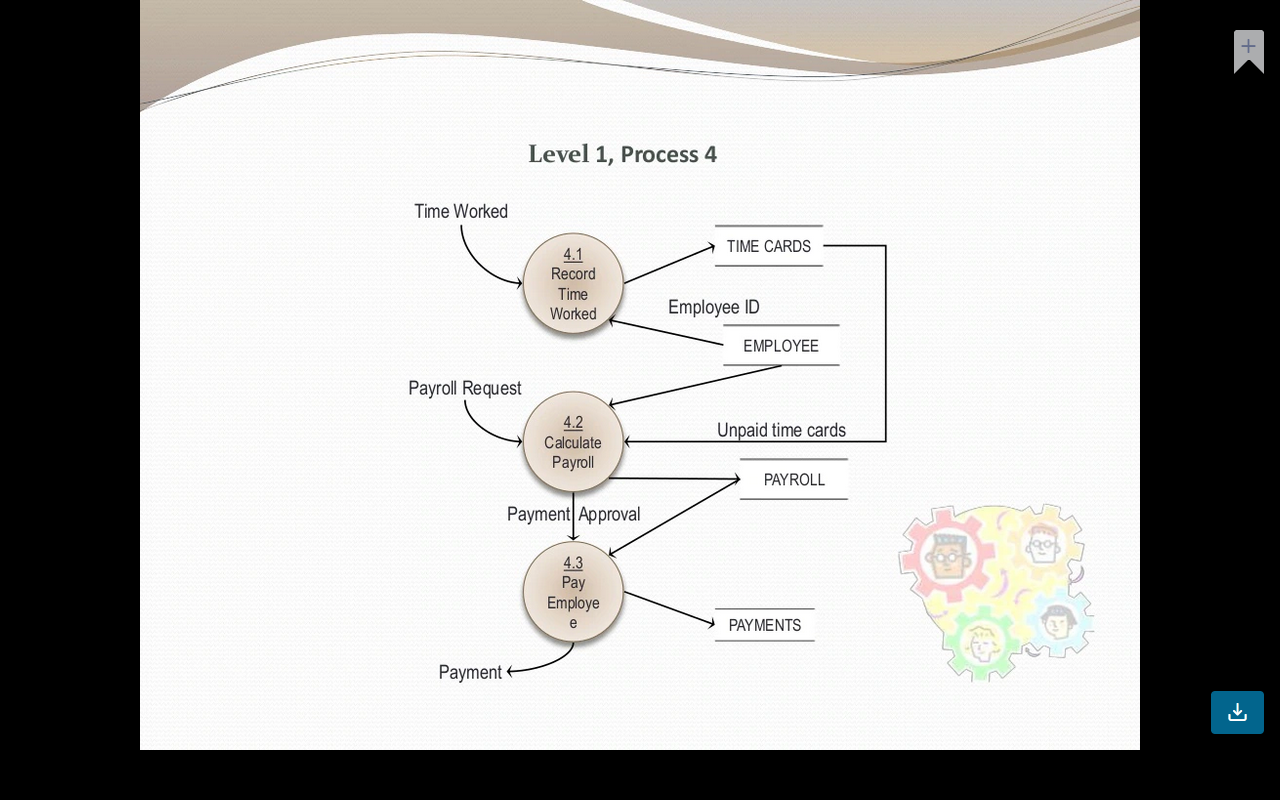 Level 1, Process 4
Time Worked
4.1
Record
Time
Worked
TIME CARDS
Employee ID
EMPLOYEE
Payroll Request
4.2
Calculate
Payroll
Unpaid time cards
PAYROLL
Payment Approval
4.3
Pay
Employe
e
PAYMENTS
Payment